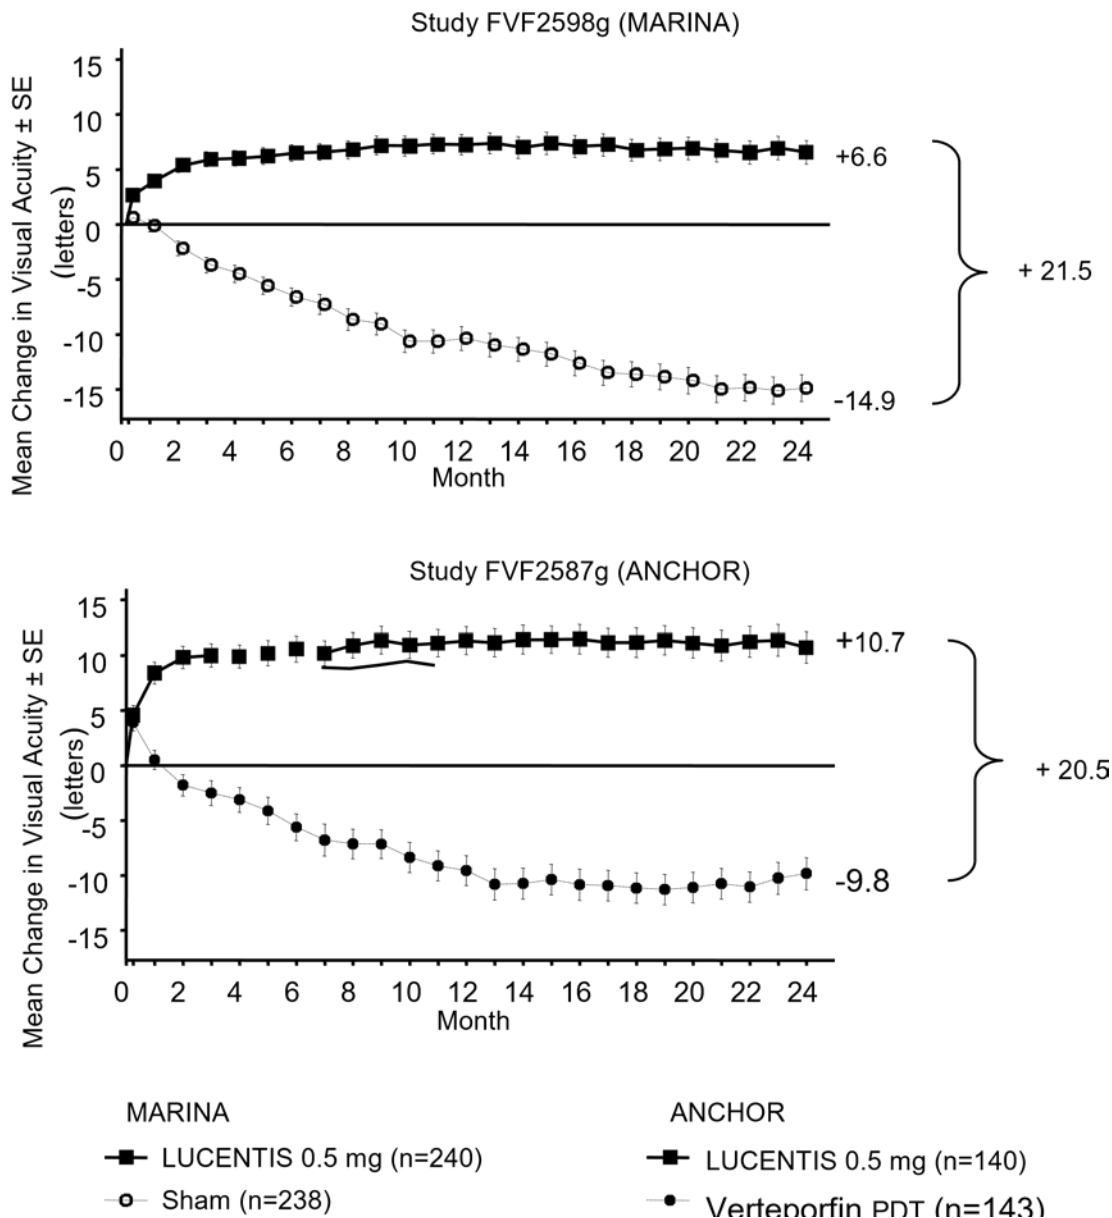 Study FVF2598g (MARINA)
Mean Change in Visual Acuity ± SE
(letters)
15
10
5
0
-5
-10
-15
+6.6
-14.9
+ 21.5
0 2 4 6 8 10 12 14 16 18 20 22 24
Month
Study FVF2587g (ANCHOR)
Mean Change in Visual Acuity ± SE
(letters)
15
10
5
0
-5
-10
-15
+10.7
-9.8
+ 20.5
0 2 4 6 8 10 12 14 16 18 20 22 24
Month
MARINA
LUCENTIS 0.5 mg (n=240)
Sham (n=238)
ANCHOR
LUCENTIS 0.5 mg (n=140)
Verteporfin PDT (n=143)